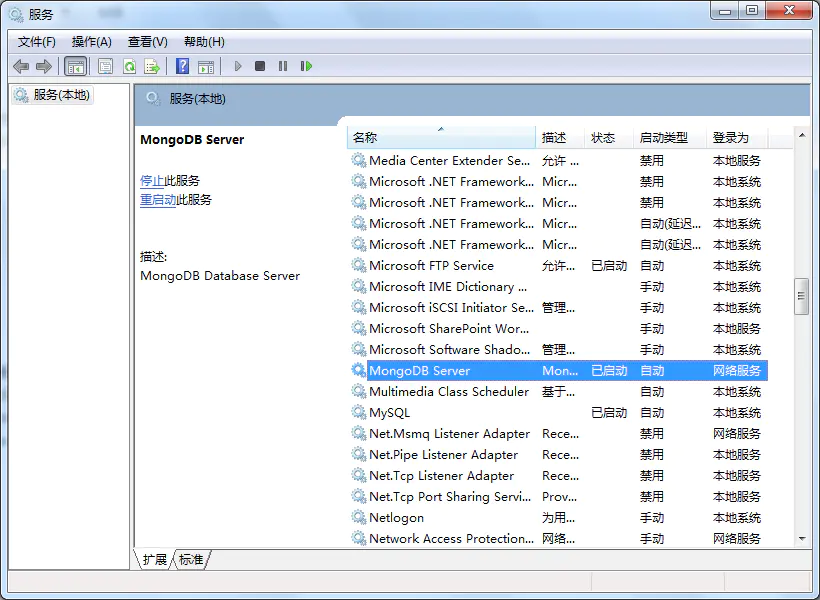 服务
文件(F) 操作(A) 查看(V) 帮助(H)
服务(本地)
服务(本地)
MongoDB Server
停止此服务
重启动此服务
描述:
MongoDB Database Server
名称 描述 状态 启动类型 登录为
Media Center Extender Se... 允许 ... 禁用 本地服务
Microsoft .NET Framework... Micr... 禁用 本地系统
Microsoft .NET Framework... Micr... 禁用 本地系统
Microsoft .NET Framework... Micr... 自动(延迟... 本地系统
Microsoft .NET Framework... Micr... 自动(延迟... 本地系统
Microsoft FTP Service 允许... 已启动 自动 本地系统
Microsoft IME Dictionary ... 手动 本地系统
Microsoft iSCSI Initiator Se... 管理... 手动 本地系统
Microsoft SharePoint Wor... 手动 本地服务
Microsoft Software Shado... 管理... 手动 本地系统
MongoDB Server Mon... 已启动 自动 网络服务
Multimedia Class Scheduler 基于... 自动 本地系统
MySQL 已启动 自动 本地系统
Net.Msmq Listener Adapter Rece... 禁用 网络服务
Net.Pipe Listener Adapter Rece... 禁用 本地服务
Net.Tcp Listener Adapter Rece... 禁用 本地服务
Net.Tcp Port Sharing Servi... Prov... 禁用 本地服务
Netlogon 为用... 手动 本地系统
Network Access Protection... 网络... 手动 网络服务
扩展 标准